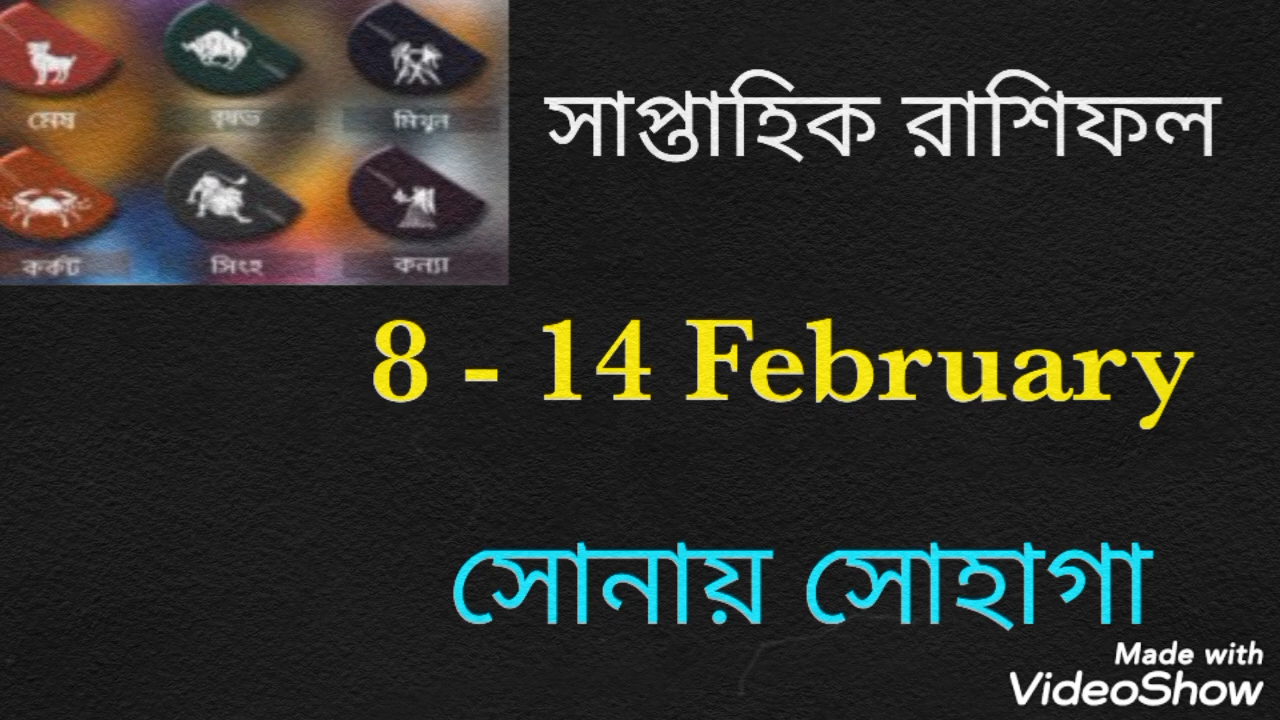 মেষ বৃষভ মিথুন
কর্কট সিংহ কন্যা
সাপ্তাহিক রাশিফল
8 - 14 February
সোনায় সোহাগা
Made with
VideoShow